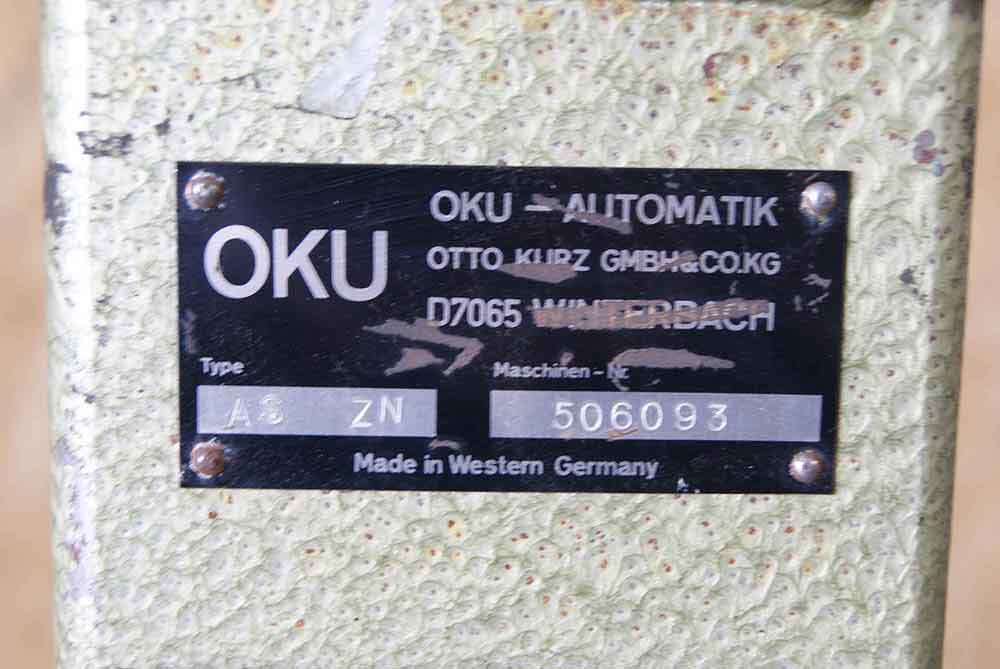 OKU
OKU - AUTOMATIK
OTTO KURZ GMBH&CO.KG
D7065 WINTERBACH
Type
Maschinen-Nr.
ZN
506093
Made in Western Germany